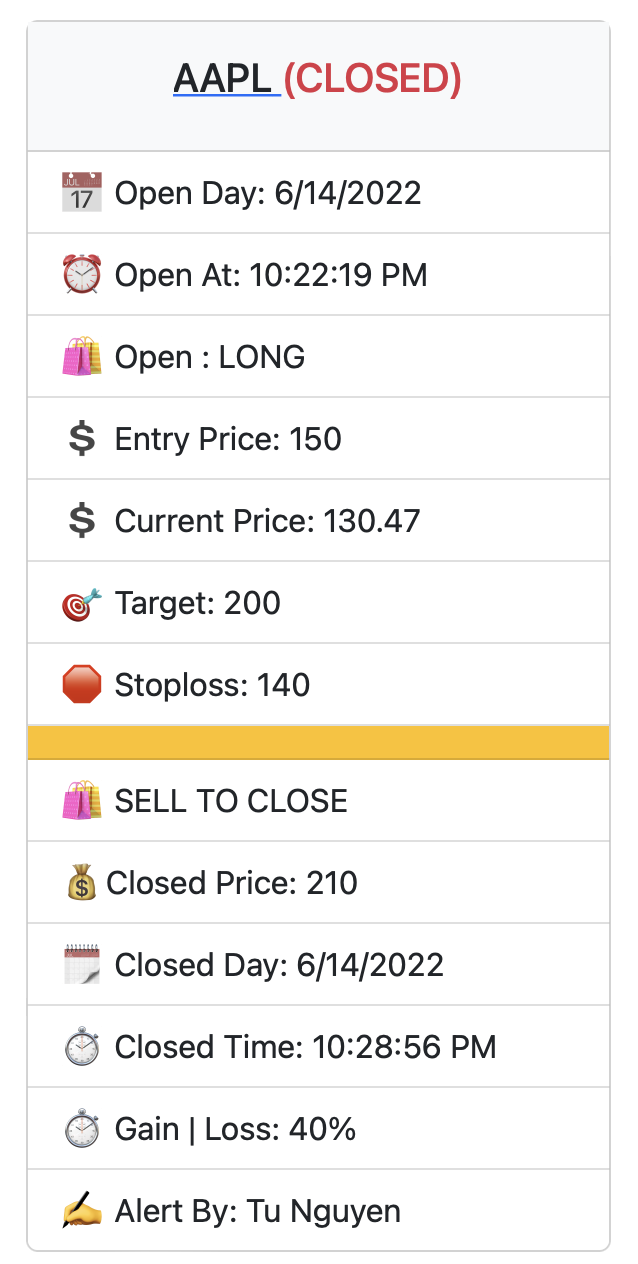 AAPL (CLOSED)
JUL 17 Open Day: 6/14/2022
Open At: 10:22:19 PM
Open : LONG
$ Entry Price: 150
$ Current Price: 130.47
Target: 200
Stoploss: 140
SELL TO CLOSE
$ Closed Price: 210
Closed Day: 6/14/2022
Closed Time: 10:28:56 PM
Gain | Loss: 40%
Alert By: Tu Nguyen